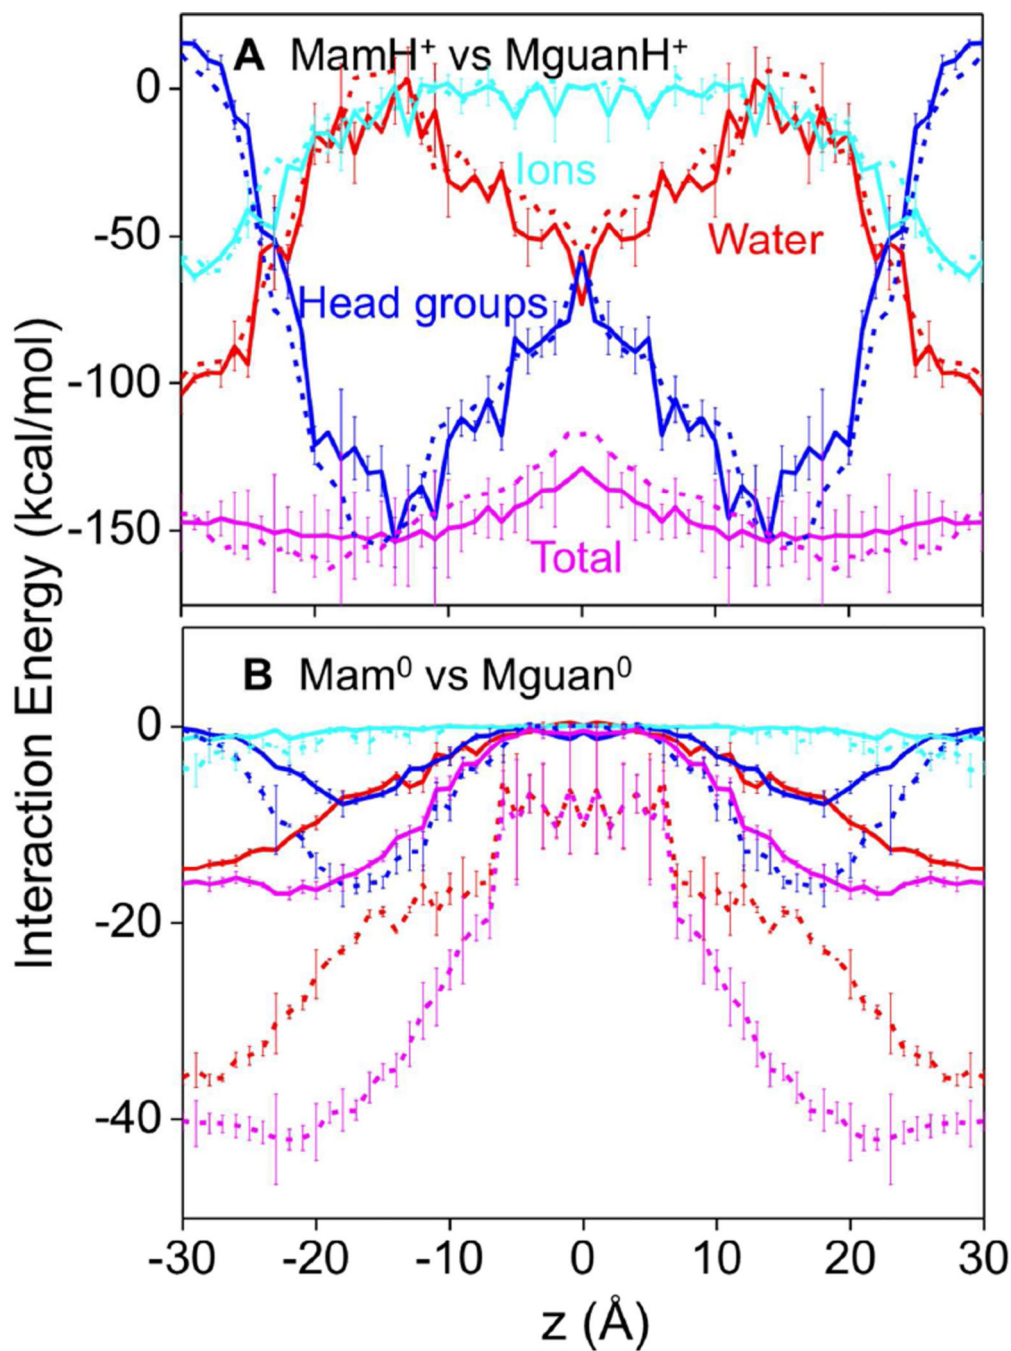 A MamH⁺ vs MguanH⁺
0
Ions
-50
Water
Head groups
-100
-150
Total
Interaction Energy (kcal/mol)
B Mam⁰ vs Mguan⁰
0
-20
-40
-30 -20 -10 0 10 20 30
z (Å)